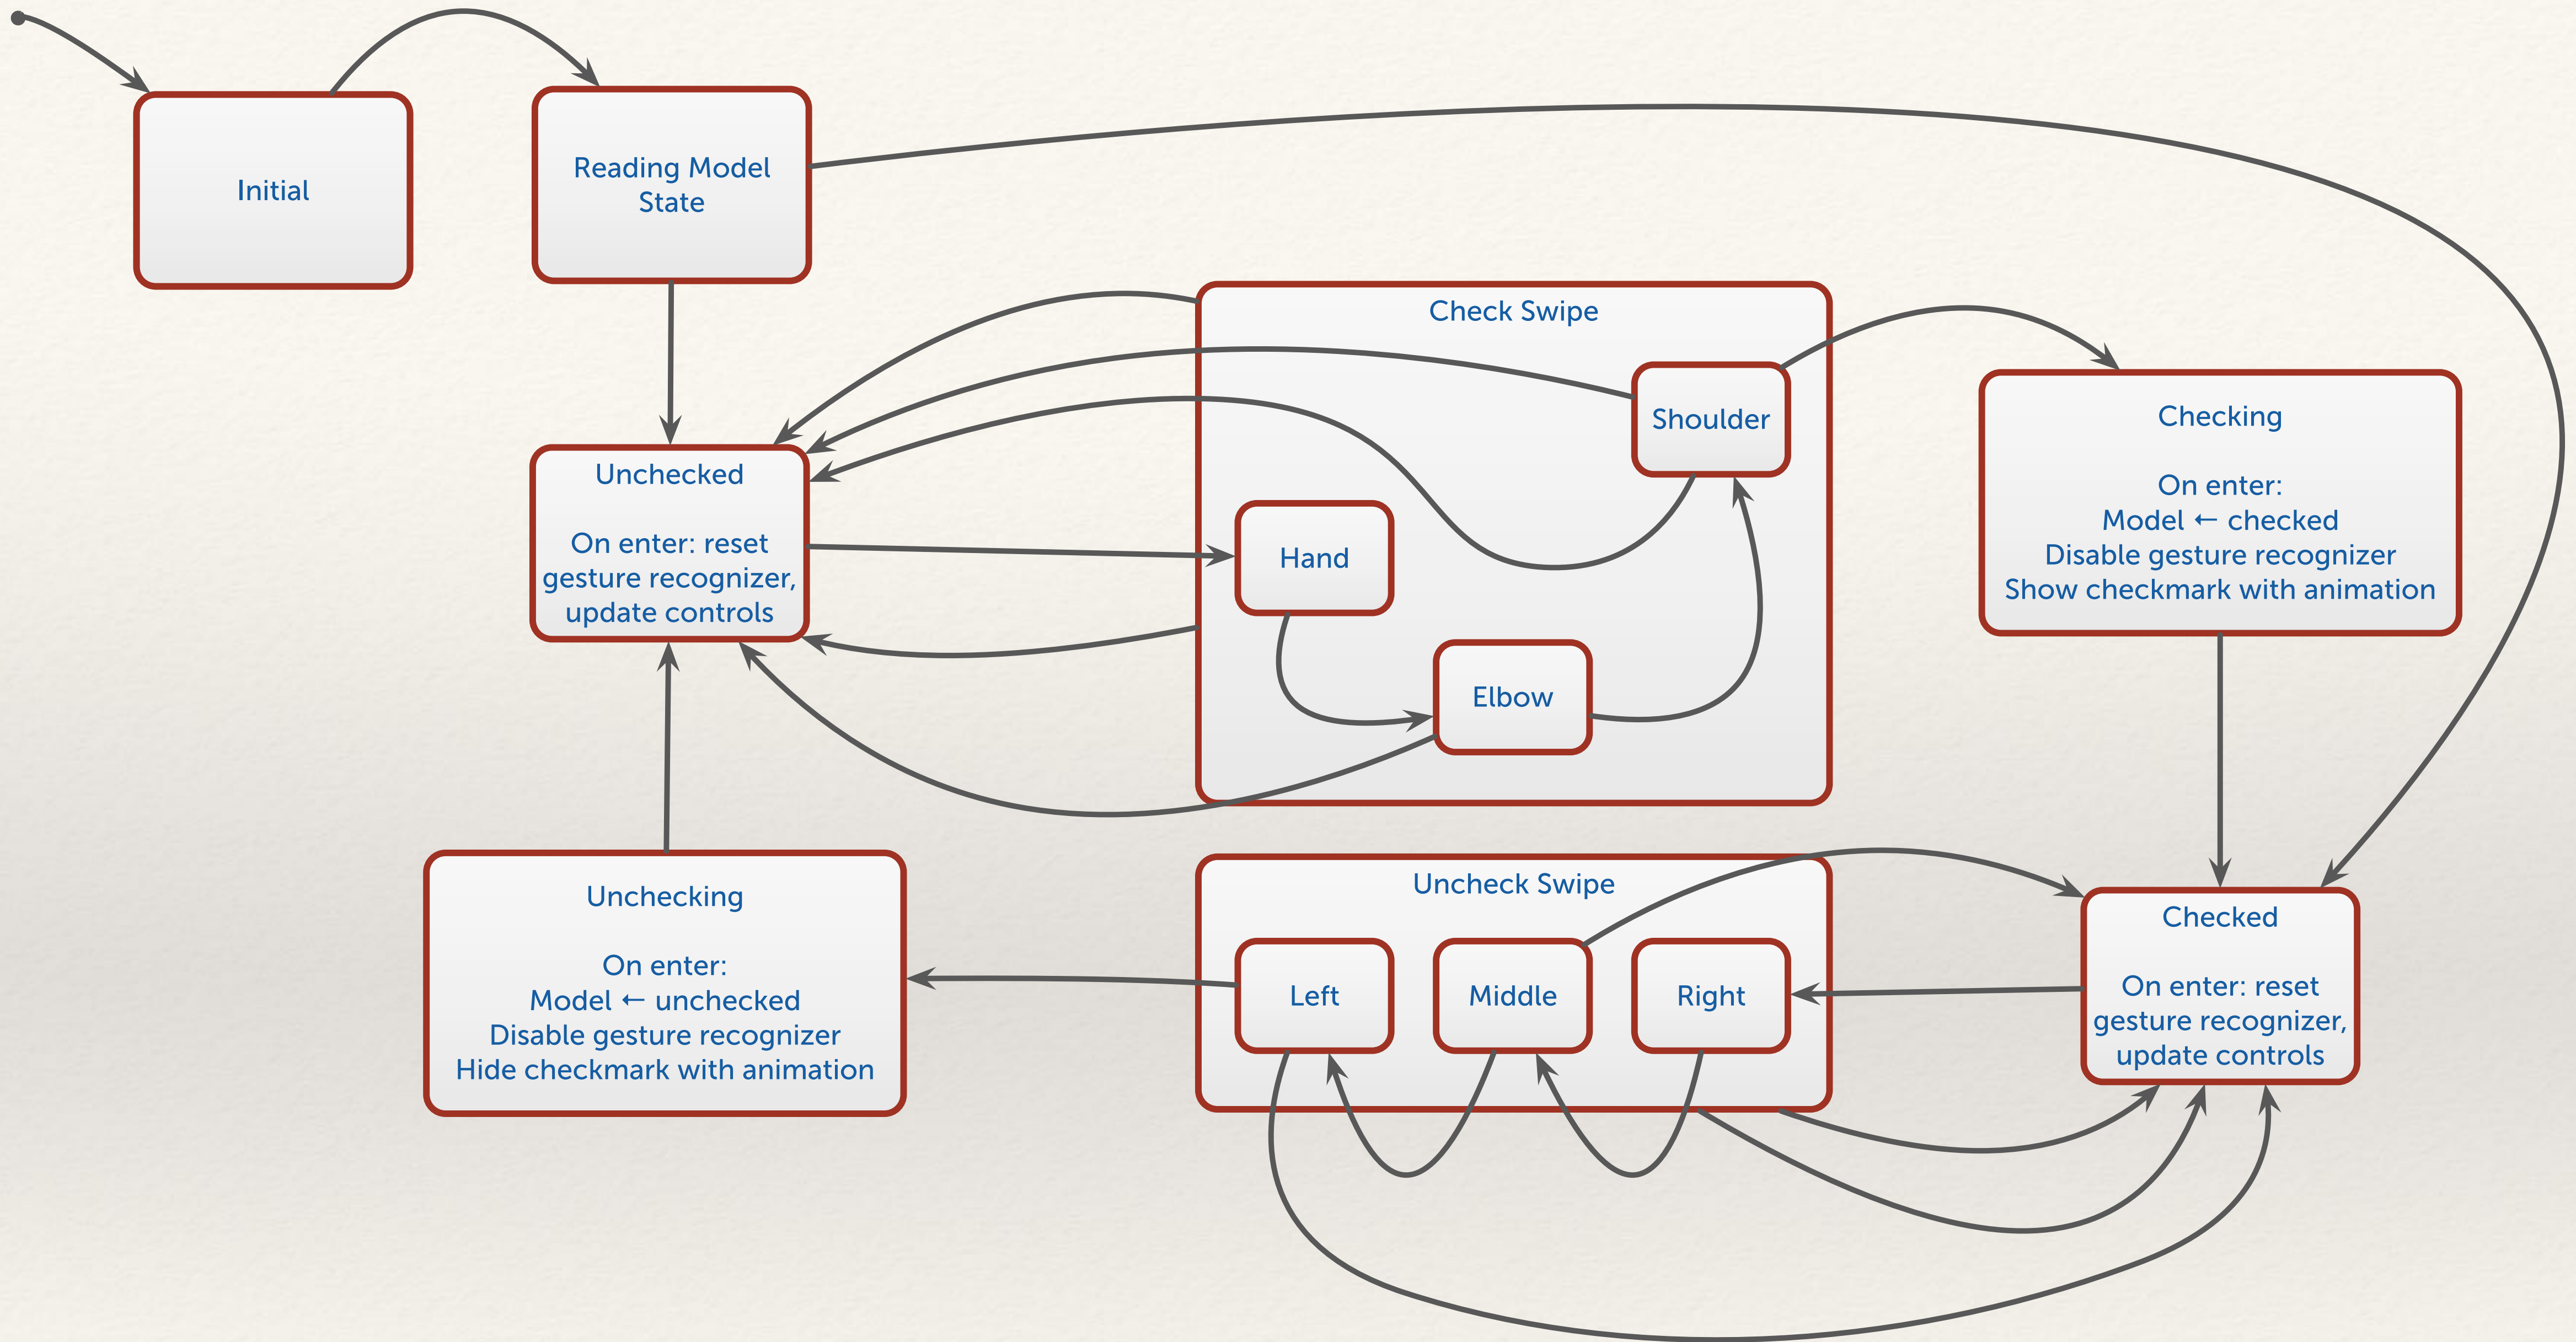 Initial
Reading Model
State
Check Swipe
Shoulder
Hand
Elbow
Unchecked
On enter: reset
gesture recognizer,
update controls
Checking
On enter:
Model ← checked
Disable gesture recognizer
Show checkmark with animation
Unchecking
On enter:
Model ← unchecked
Disable gesture recognizer
Hide checkmark with animation
Uncheck Swipe
Left
Middle
Right
Checked
On enter: reset
gesture recognizer,
update controls